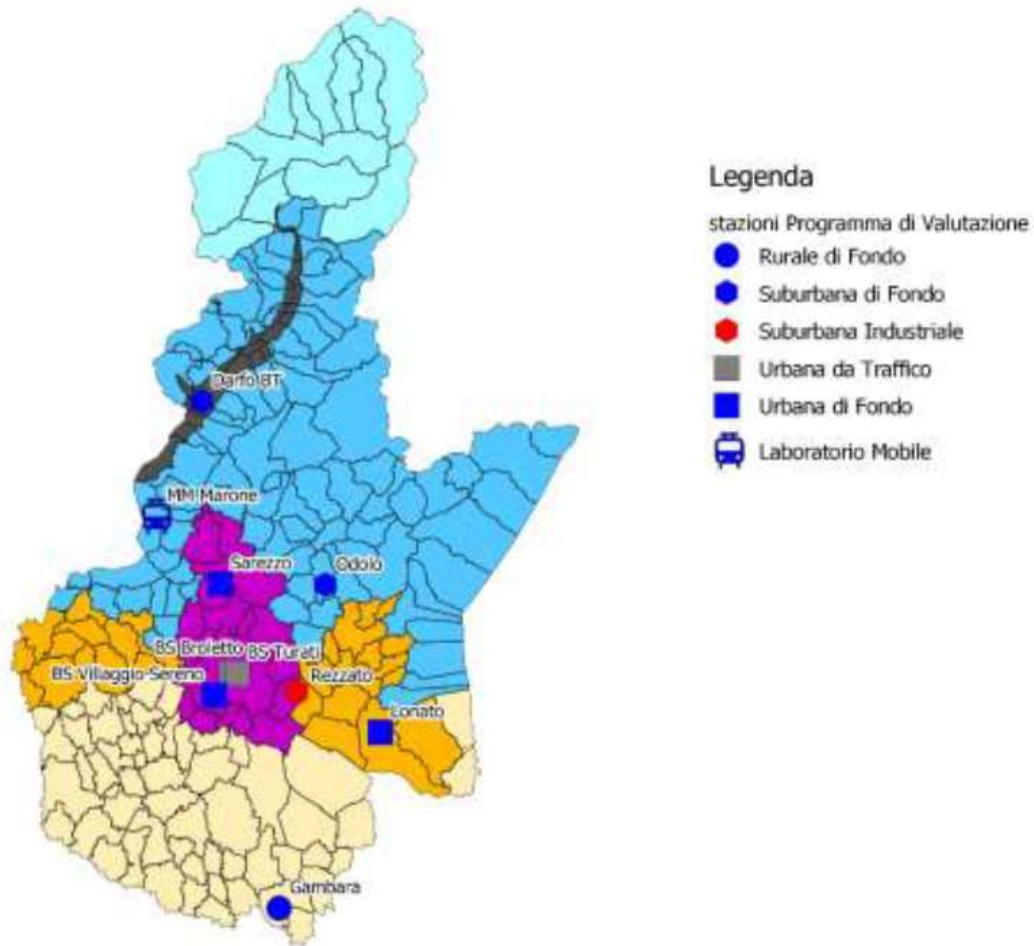 Legenda
stazioni Programma di Valutazione
Rurale di Fondo
Suburbana di Fondo
Suburbana Industriale
Urbana da Traffico
Urbana di Fondo
Laboratorio Mobile
Darfo BT
MM Marone
Sarezzo
Odolo
BS Broletto
BS Turati
BS Villaggio Sereno
Rezzato
Lonato
Gambara